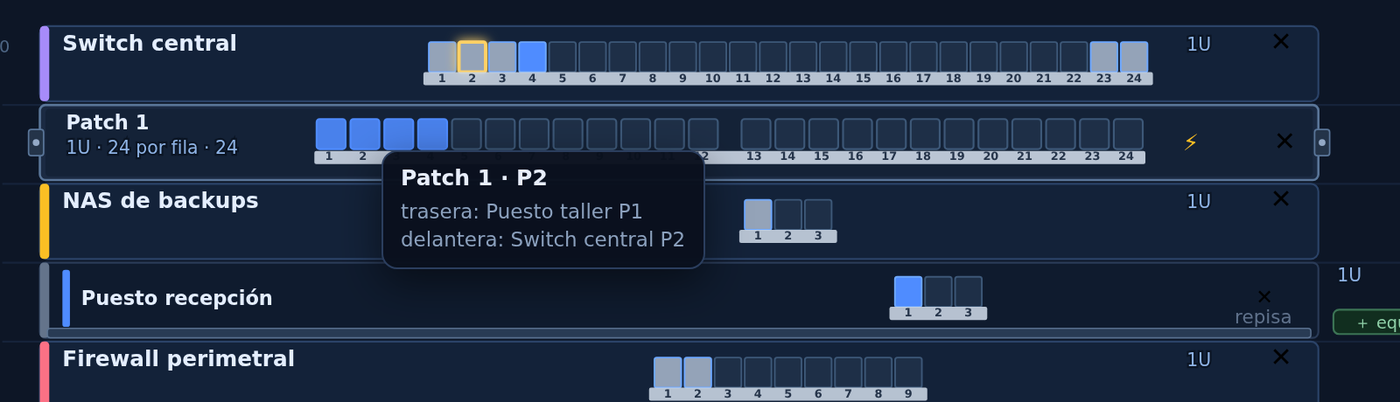 0
Switch central
1U ✕
1 2 3 4 5 6 7 8 9 10 11 12 13 14 15 16 17 18 19 20 21 22 23 24
Patch 1
1U · 24 por fila · 24
⚡ ✕
1 2 2 13 14 15 16 17 18 19 20 21 22 23 24
Patch 1 · P2
trasera: Puesto taller P1
delantera: Switch central P2
NAS de backups
1U ✕
1 2 3
Puesto recepción
1 2 3
✕
repisa
1U
+ equ
Firewall perimetral
1U ✕
1 2 3 4 5 6 7 8 9